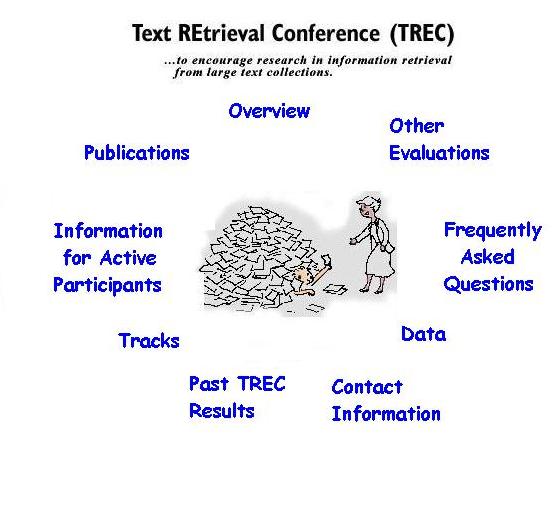 Text REtrieval Conference (TREC)
...to encourage research in information retrieval
from large text collections.
Overview
Other
Evaluations
Publications
Information
for Active
Participants
Frequently
Asked
Questions
Tracks
Data
Past TREC
Results
Contact
Information